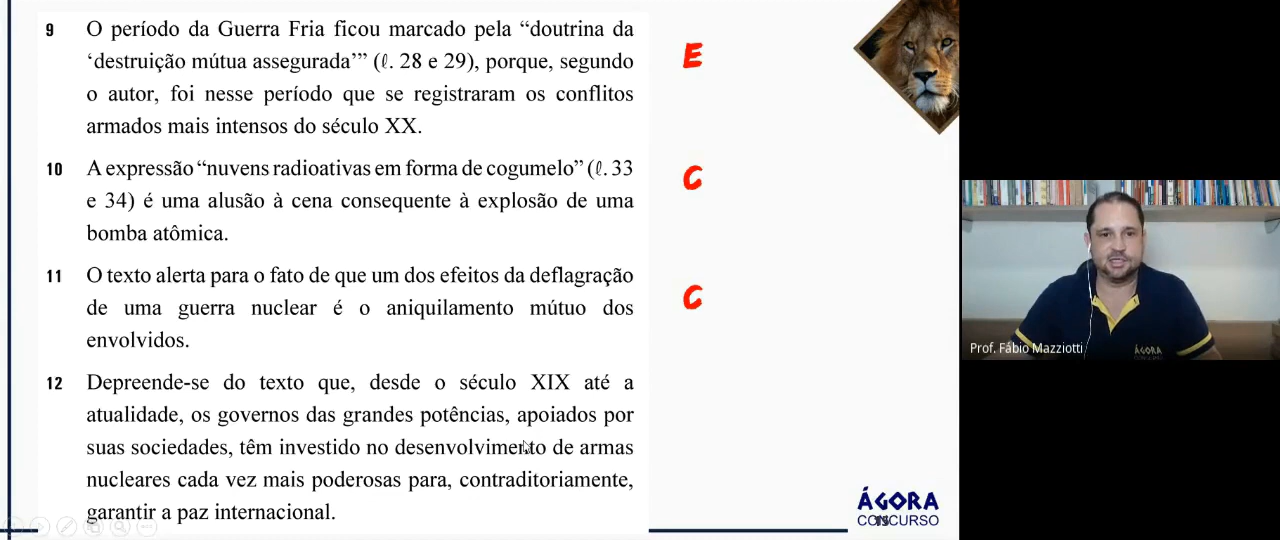 9 O período da Guerra Fria ficou marcado pela “doutrina da
‘destruição mútua assegurada’” (ℓ. 28 e 29), porque, segundo
o autor, foi nesse período que se registraram os conflitos
armados mais intensos do século XX.
E
10 A expressão “nuvens radioativas em forma de cogumelo” (ℓ. 33
e 34) é uma alusão à cena consequente à explosão de uma
bomba atômica.
C
11 O texto alerta para o fato de que um dos efeitos da deflagração
de uma guerra nuclear é o aniquilamento mútuo dos
envolvidos.
C
12 Depreende-se do texto que, desde o século XIX até a
atualidade, os governos das grandes potências, apoiados por
suas sociedades, têm investido no desenvolvimento de armas
nucleares cada vez mais poderosas para, contraditoriamente,
garantir a paz internacional.
ÁGORA
CONCURSO
Prof. Fábio Mazziotti
ÁGORA